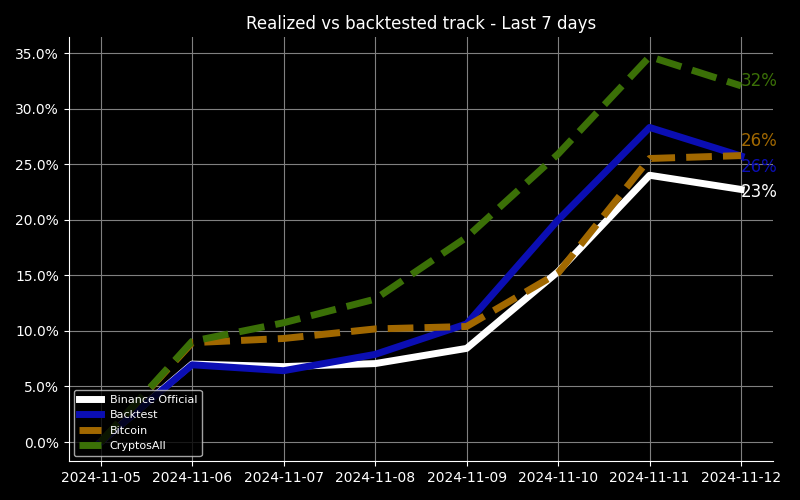 Realized vs backtested track - Last 7 days
35.0%
30.0%
25.0%
20.0%
15.0%
10.0%
5.0%
0.0%
32%
26%
26%
23%
Binance Official
Backtest
Bitcoin
CryptosAll
2024-11-05 2024-11-06 2024-11-07 2024-11-08 2024-11-09 2024-11-10 2024-11-11 2024-11-12